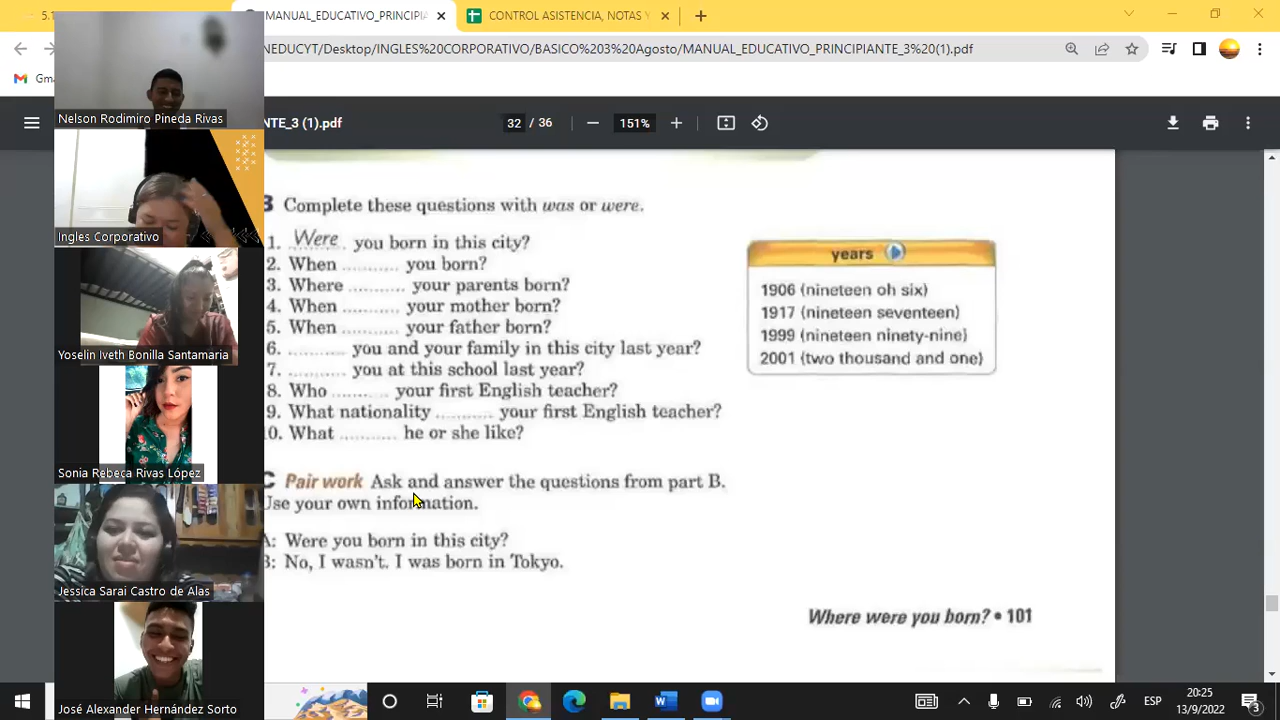 5.1
MANUAL_EDUCATIVO_PRINCIPIA
CONTROL ASISTENCIA, NOTAS Y
NEDUCYT/Desktop/INGLES%20CORPORATIVO/BASICO%203%20Agosto/MANUAL_EDUCATIVO_PRINCIPIANTE_3%20(1).pdf
Gma
NTE_3 (1).pdf
32 / 36
151%
B Complete these questions with was or were.
1. Were you born in this city?
2. When .......... you born?
3. Where .......... your parents born?
4. When .......... your mother born?
5. When .......... your father born?
6. .......... you and your family in this city last year?
7. .......... you at this school last year?
8. Who .......... your first English teacher?
9. What nationality .......... your first English teacher?
10. What .......... he or she like?
years
1906 (nineteen oh six)
1917 (nineteen seventeen)
1999 (nineteen ninety-nine)
2001 (two thousand and one)
C Pair work Ask and answer the questions from part B.
Use your own information.
A: Were you born in this city?
B: No, I wasn't. I was born in Tokyo.
Where were you born? • 101
Nelson Rodimiro Pineda Rivas
Ingles Corporativo
Yoselin Iveth Bonilla Santamaria
Sonia Rebeca Rivas López
Jessica Sarai Castro de Alas
José Alexander Hernández Sorto
ESP
20:25
13/9/2022
3